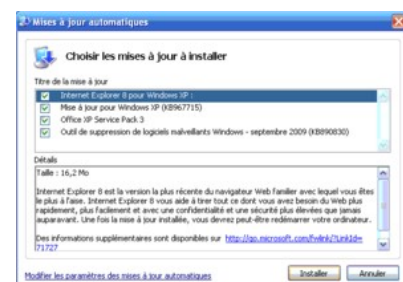 Mises à jour automatiques
Choisir les mises à jour à installer
Titre de la mise à jour
Internet Explorer 8 pour Windows XP :
Mise à jour pour Windows XP (KB967715)
Office XP Service Pack 3
Outil de suppression de logiciels malveillants Windows - septembre 2009 (KB890830)
Détails
Taille : 16,2 Mo
Internet Explorer 8 est la version la plus récente du navigateur Web familier avec lequel vous êtes
le plus à l'aise. Internet Explorer 8 vous aide à tirer tout ce dont vous avez besoin du Web plus
rapidement, plus facilement et avec une confidentialité et une sécurité plus élevées que jamais
auparavant. Une fois la mise à jour installée, vous devrez peut-être redémarrer votre ordinateur.
Des informations supplémentaires sont disponibles sur http://go.microsoft.com/fwlink/?LinkId=
71727
Modifier les paramètres des mises à jour automatiques
Installer
Annuler